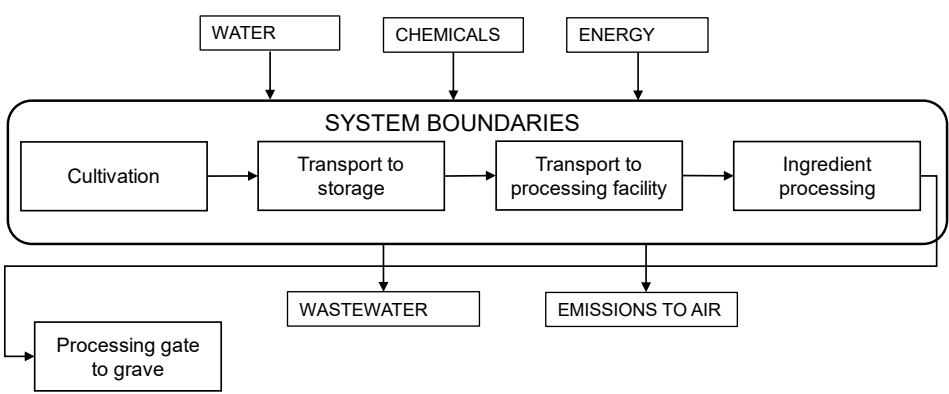 WATER
CHEMICALS
ENERGY
SYSTEM BOUNDARIES
Cultivation
Transport to
storage
Transport to
processing facility
Ingredient
processing
WASTEWATER
EMISSIONS TO AIR
Processing gate
to grave